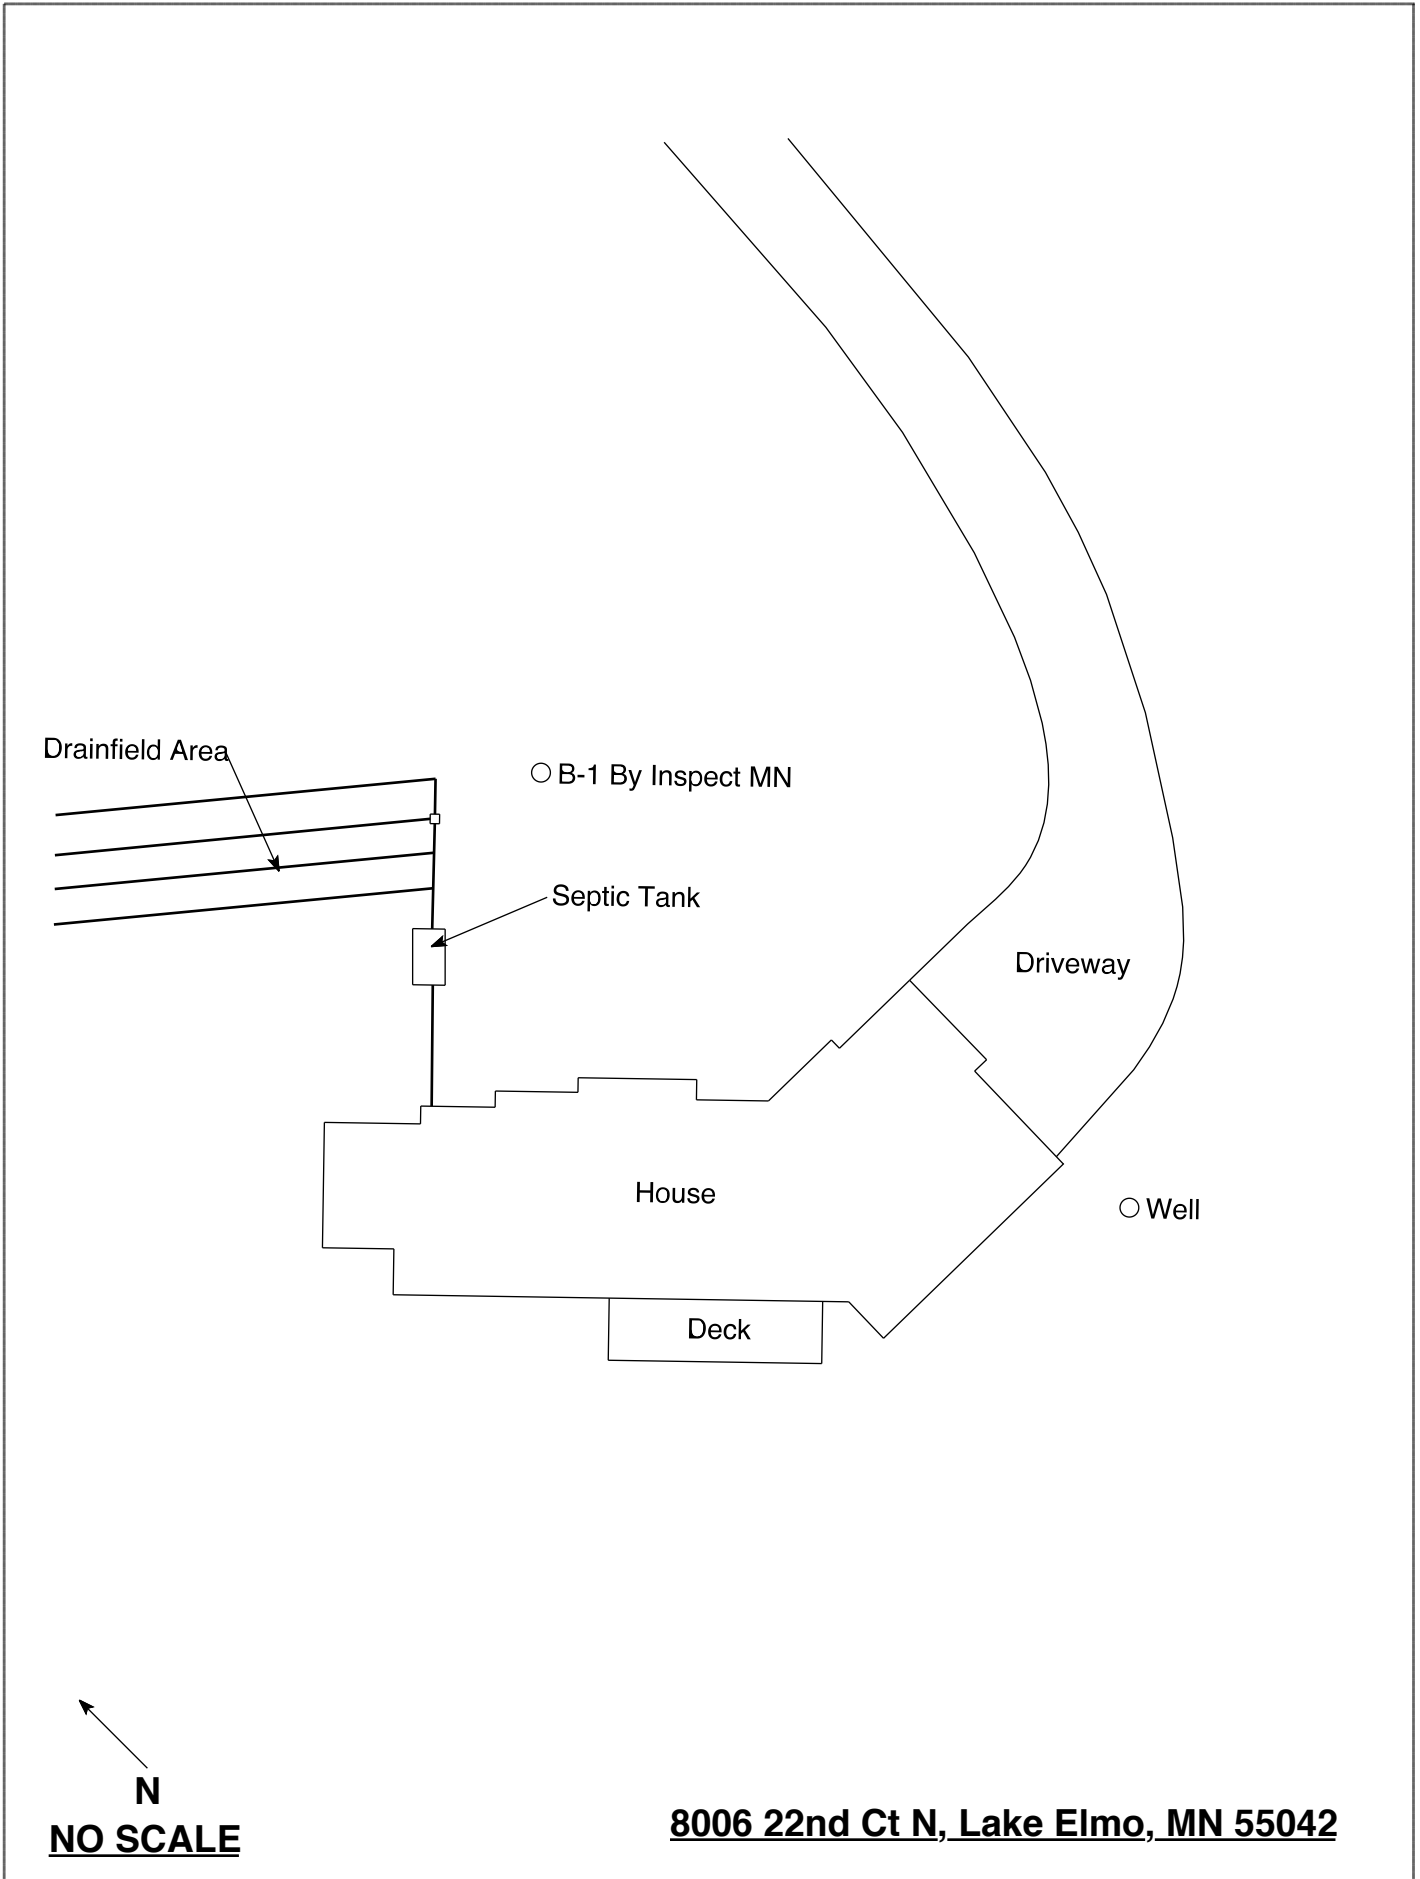 Drainfield Area
B-1 By Inspect MN
Septic Tank
Driveway
House
Well
Deck
N
NO SCALE
8006 22nd Ct N, Lake Elmo, MN 55042